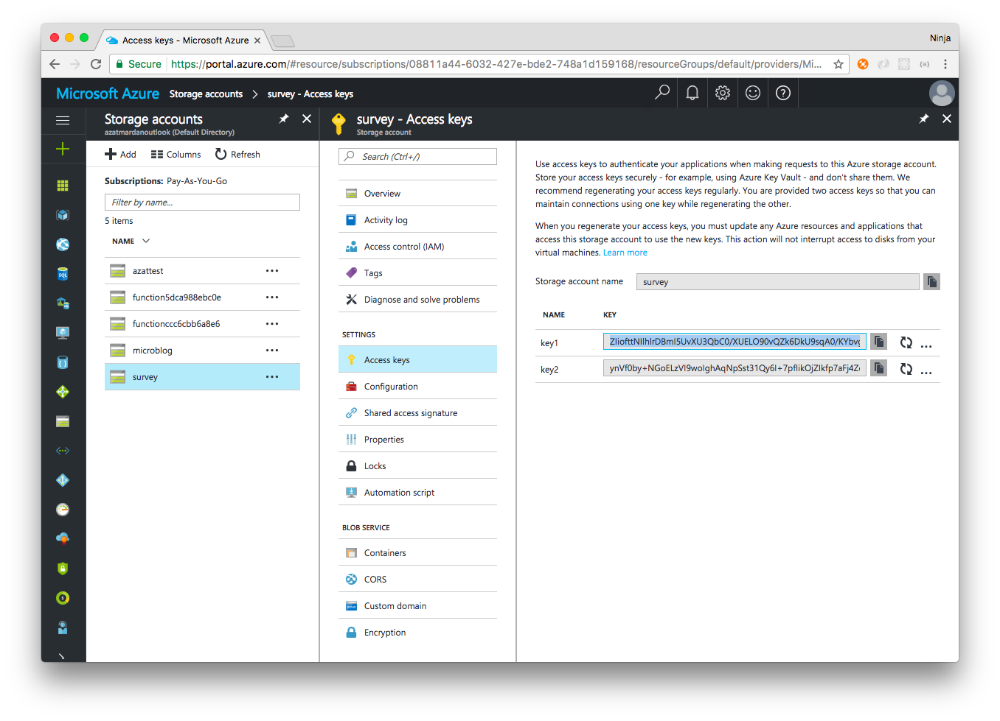 Access keys - Microsoft Azure
Ninja
Secure
https://portal.azure.com/#resource/subscriptions/08811a44-6032-427e-bde2-748a1d159168/resourceGroups/default/providers/Mi...
Microsoft Azure
Storage accounts
survey - Access keys
Storage accounts
azatmardanoutlook (Default Directory)
Add
Columns
Refresh
Subscriptions: Pay-As-You-Go
Filter by name...
5 items
NAME
azattest
function5dca988ebc0e
functionccc6cbb6a8e6
microblog
survey
survey - Access keys
Storage account
Search (Ctrl+/)
Overview
Activity log
Access control (IAM)
Tags
Diagnose and solve problems
SETTINGS
Access keys
Configuration
Shared access signature
Properties
Locks
Automation script
BLOB SERVICE
Containers
CORS
Custom domain
Encryption
Use access keys to authenticate your applications when making requests to this Azure storage account.
Store your access keys securely - for example, using Azure Key Vault - and don't share them. We
recommend regenerating your access keys regularly. You are provided two access keys so that you can
maintain connections using one key while regenerating the other.
When you regenerate your access keys, you must update any Azure resources and applications that
access this storage account to use the new keys. This action will not interrupt access to disks from your
virtual machines. Learn more
Storage account name
survey
NAME
KEY
key1
key2